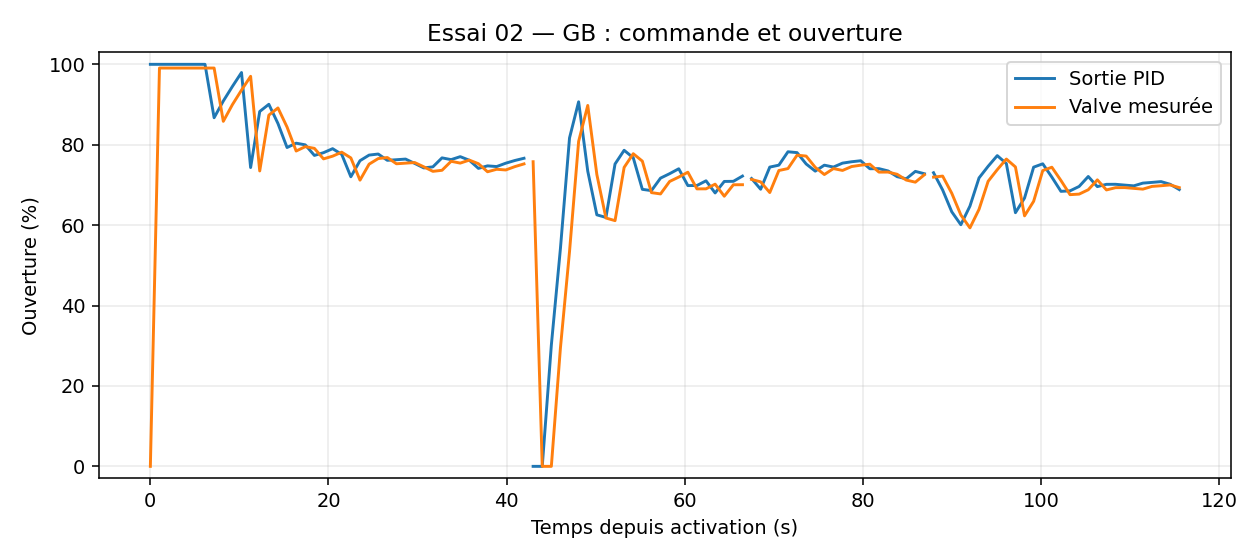 Essai 02 — GB : commande et ouverture
Sortie PID
Valve mesurée
Ouverture (%)
100
80
60
40
20
0
0 20 40 60 80 100 120
Temps depuis activation (s)